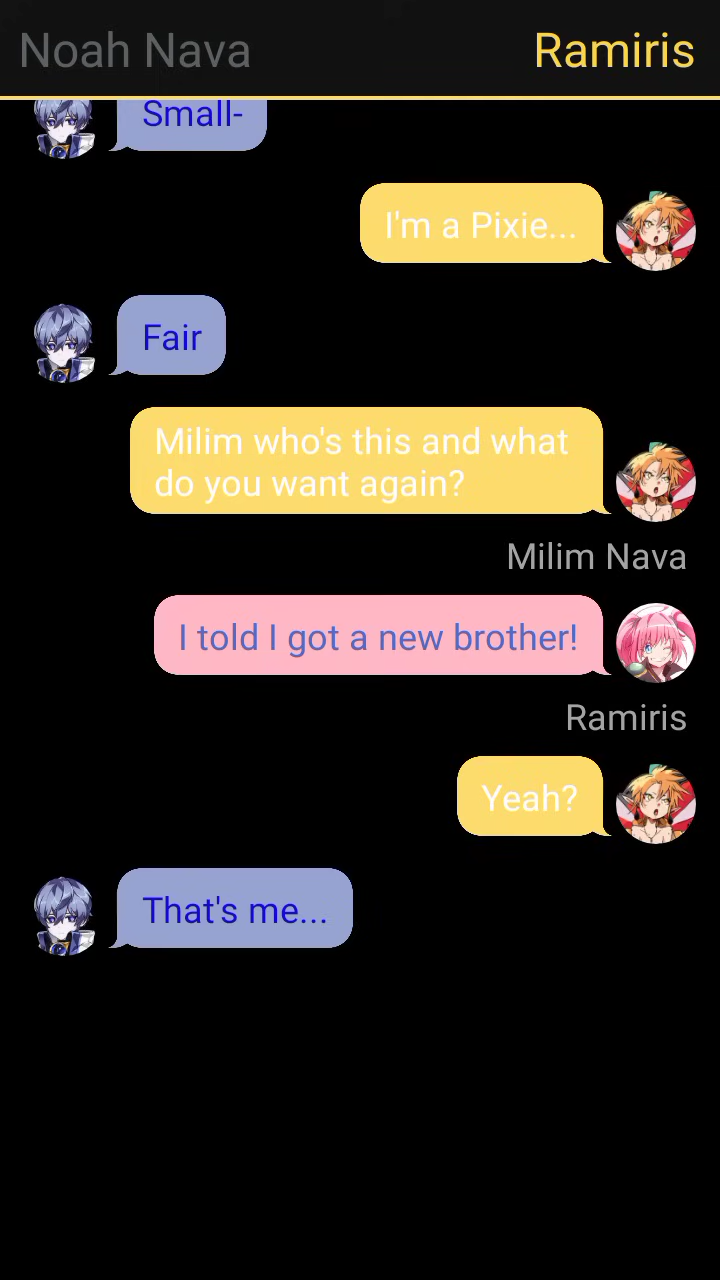 Noah Nava
Ramiris
Small-
I'm a Pixie...
Fair
Milim who's this and what
do you want again?
Milim Nava
I told I got a new brother!
Ramiris
Yeah?
That's me...